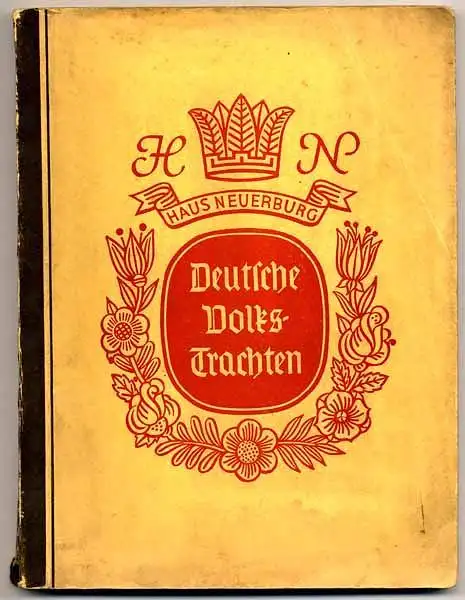 H N
HAUS NEUERBURG
Deutſche
Volks-
Trachten